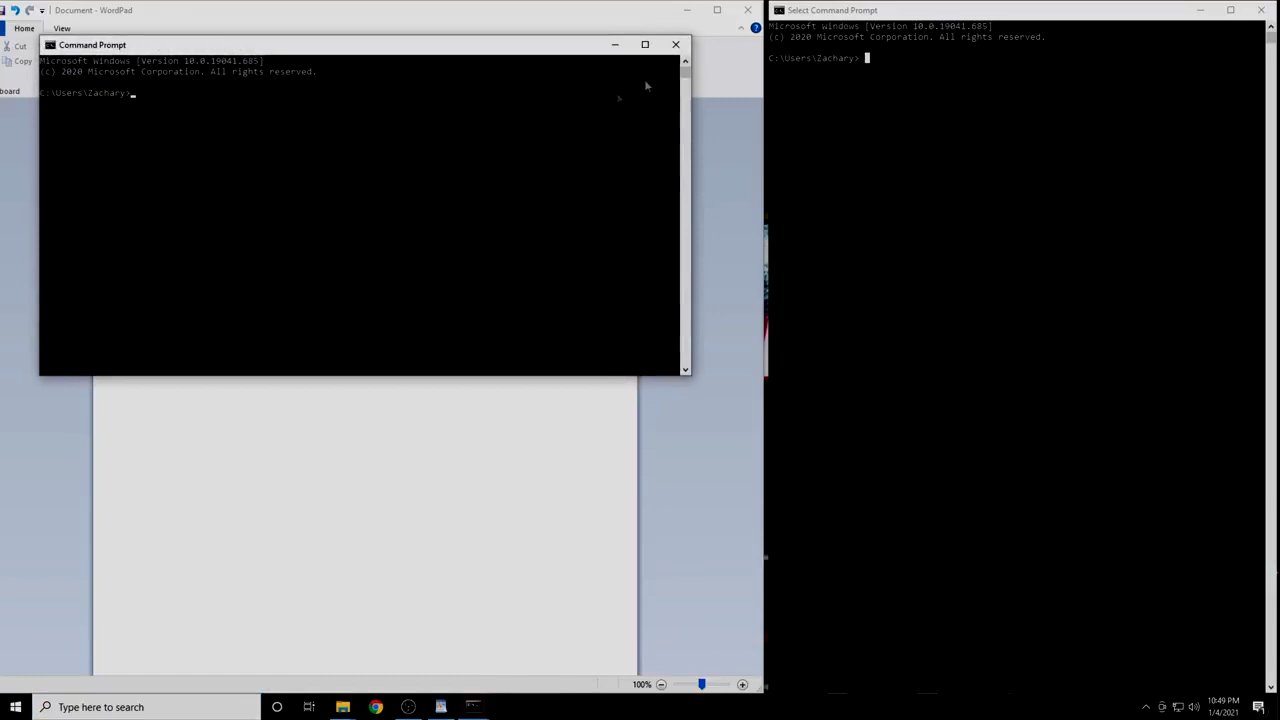 Document - WordPad
Home
View
Cut
Copy
board
Command Prompt
Microsoft Windows [Version 10.0.19041.685]
(c) 2020 Microsoft Corporation. All rights reserved.
C:\Users\Zachary>
Select Command Prompt
Microsoft Windows [Version 10.0.19041.685]
(c) 2020 Microsoft Corporation. All rights reserved.
C:\Users\Zachary>
100%
Type here to search
10:49 PM
1/4/2021